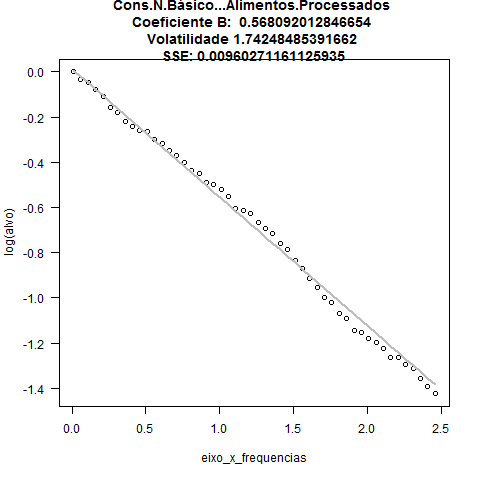 Cons.N.Básico...Alimentos.Processados
Coeficiente B:  0.568092012846654
Volatilidade 1.74248485391662
SSE: 0.00960271161125935
0.0
-0.2
-0.4
-0.6
-0.8
-1.0
-1.2
-1.4
log(alvo)
0.0 0.5 1.0 1.5 2.0 2.5
eixo_x_frequencias